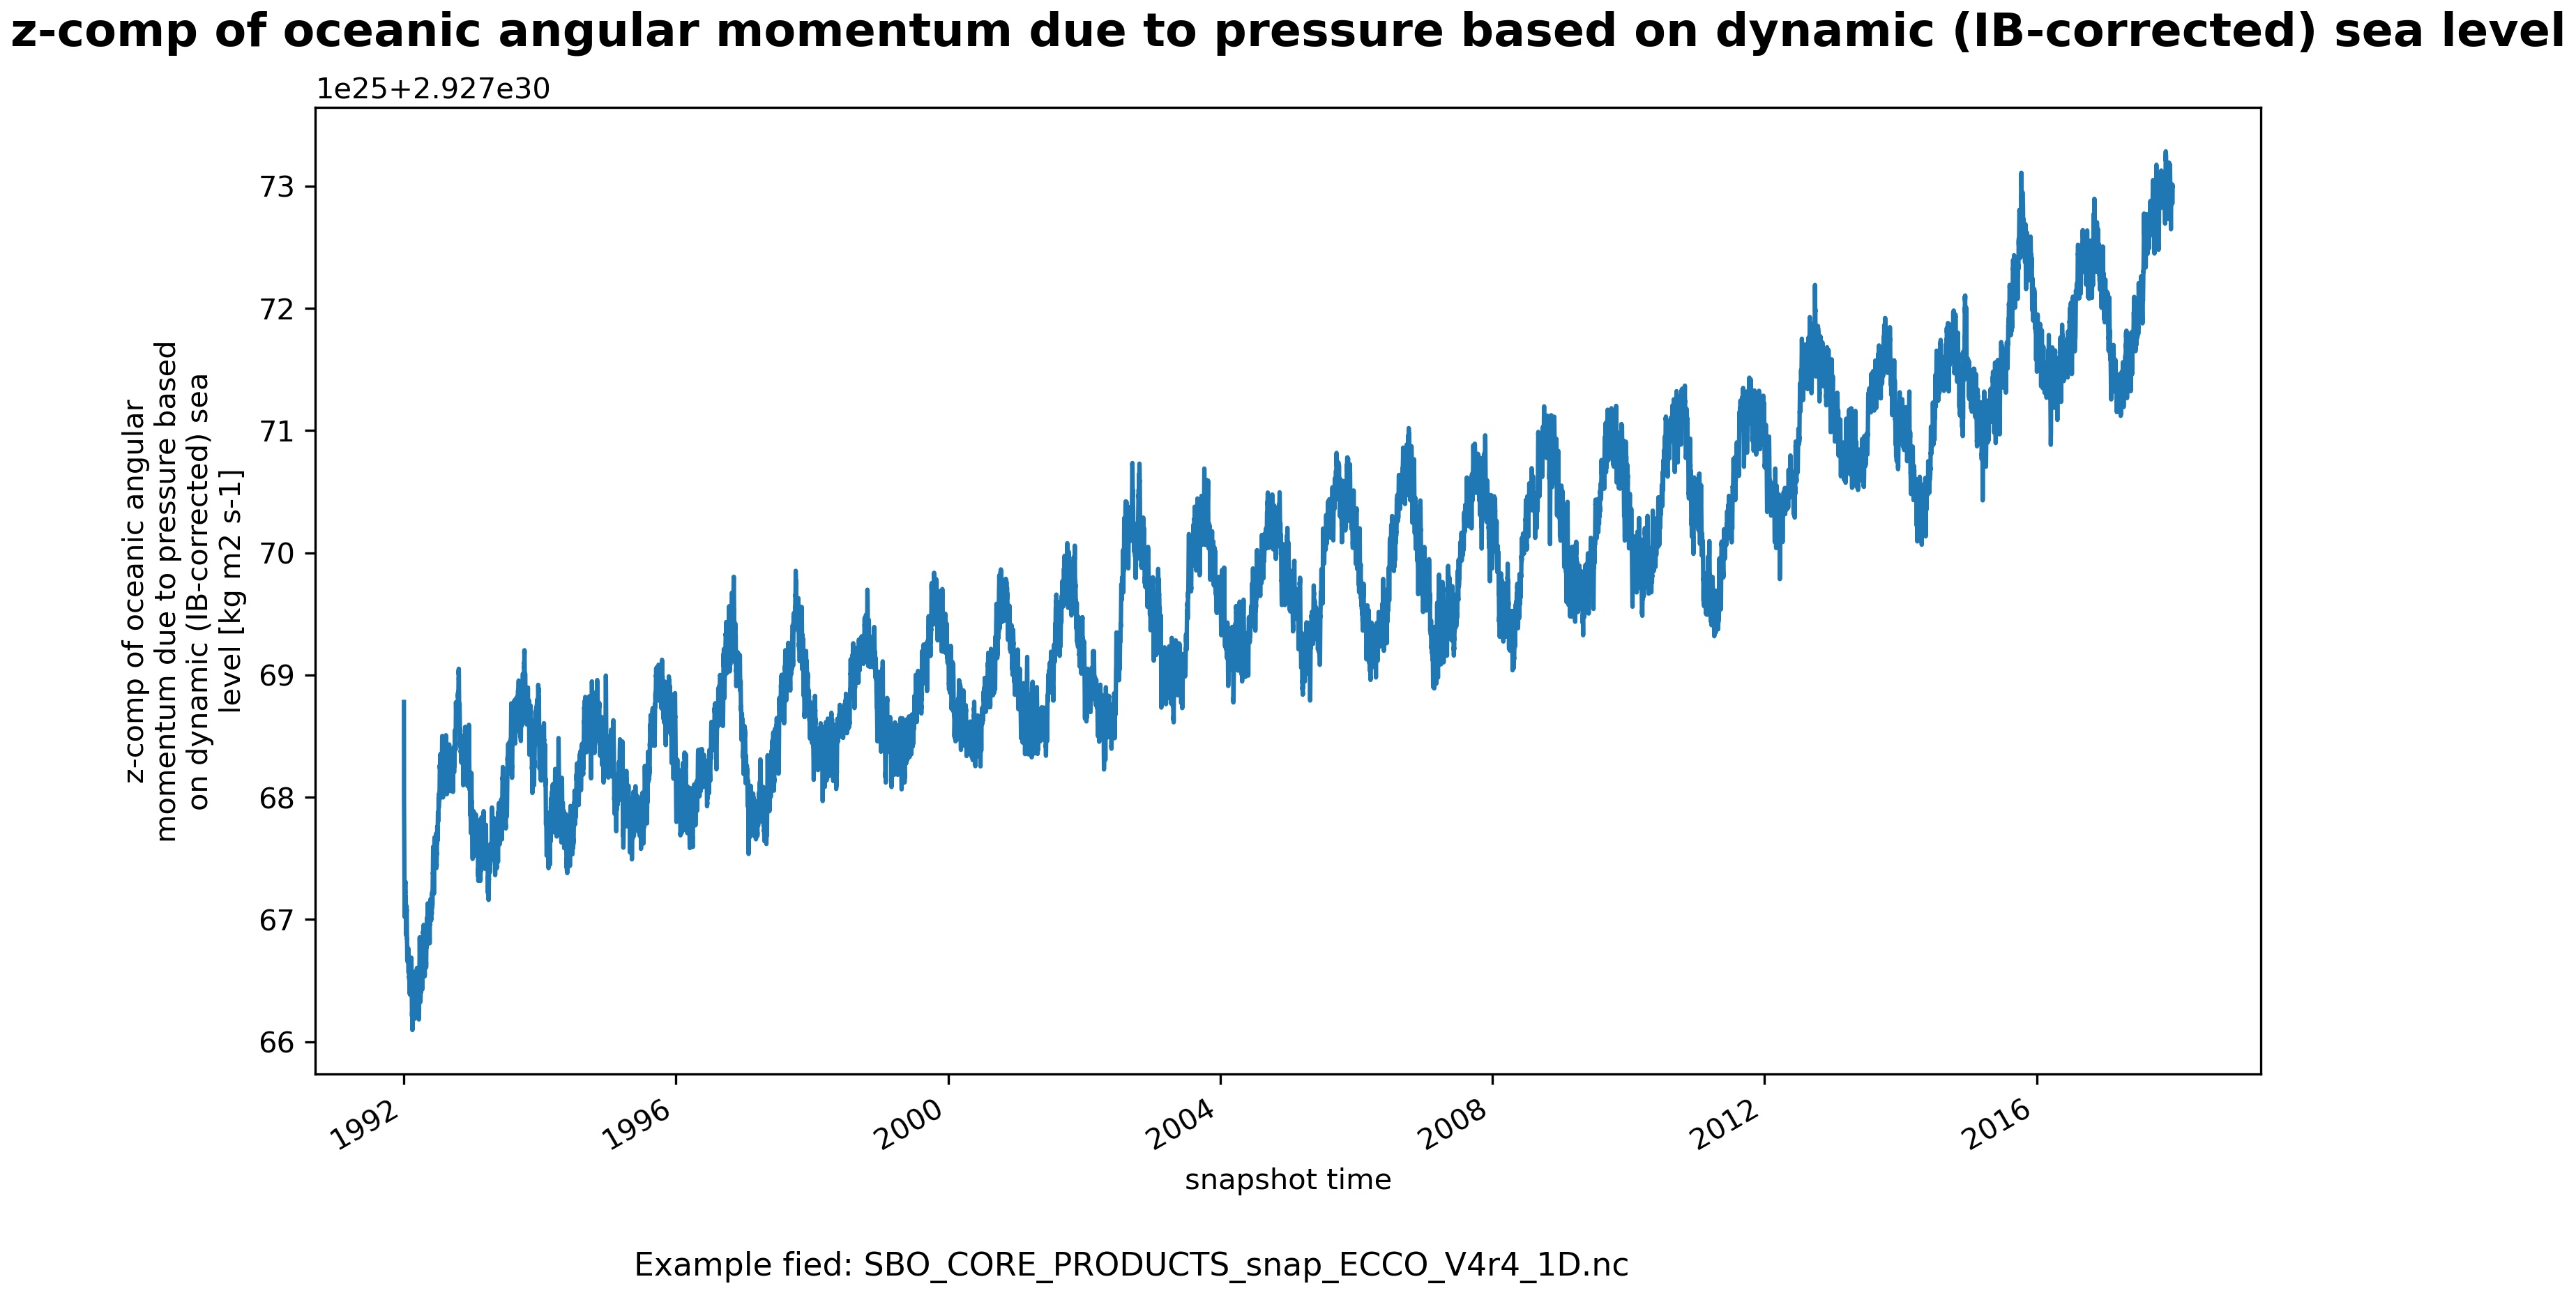 z-comp of oceanic angular momentum due to pressure based on dynamic (IB-corrected) sea level
1e25+2.927e30
73
72
71
70
69
68
67
66
z-comp of oceanic angular
momentum due to pressure based
on dynamic (IB-corrected) sea
level [kg m2 s-1]
1992
1996
2000
2004
2008
2012
2016
snapshot time
Example fied: SBO_CORE_PRODUCTS_snap_ECCO_V4r4_1D.nc